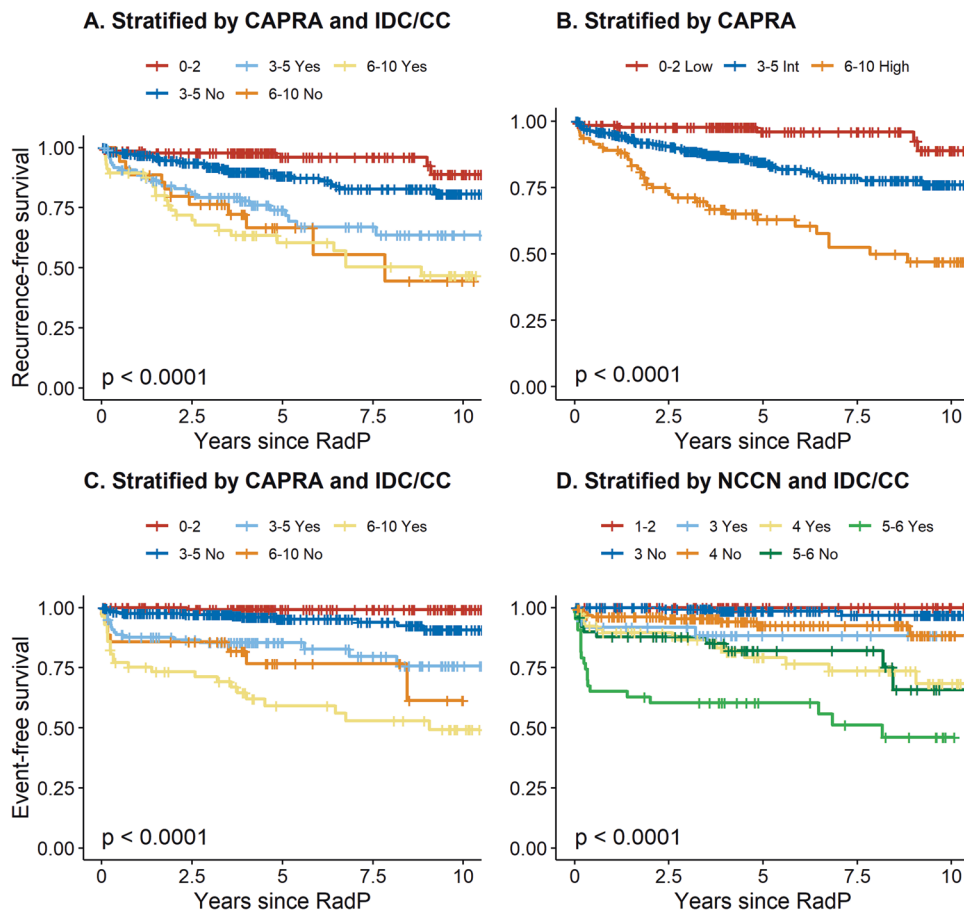 A. Stratified by CAPRA and IDC/CC
0-2 3-5 Yes 6-10 Yes
3-5 No 6-10 No
Recurrence-free survival
1.00
0.75
0.50
0.25
0.00
p < 0.0001
0 2.5 5 7.5 10
Years since RadP
B. Stratified by CAPRA
0-2 Low 3-5 Int 6-10 High
1.00
0.75
0.50
0.25
0.00
p < 0.0001
0 2.5 5 7.5 10
Years since RadP
C. Stratified by CAPRA and IDC/CC
0-2 3-5 Yes 6-10 Yes
3-5 No 6-10 No
Event-free survival
1.00
0.75
0.50
0.25
0.00
p < 0.0001
0 2.5 5 7.5 10
Years since RadP
D. Stratified by NCCN and IDC/CC
1-2 3 Yes 4 Yes 5-6 Yes
3 No 4 No 5-6 No
1.00
0.75
0.50
0.25
0.00
p < 0.0001
0 2.5 5 7.5 10
Years since RadP